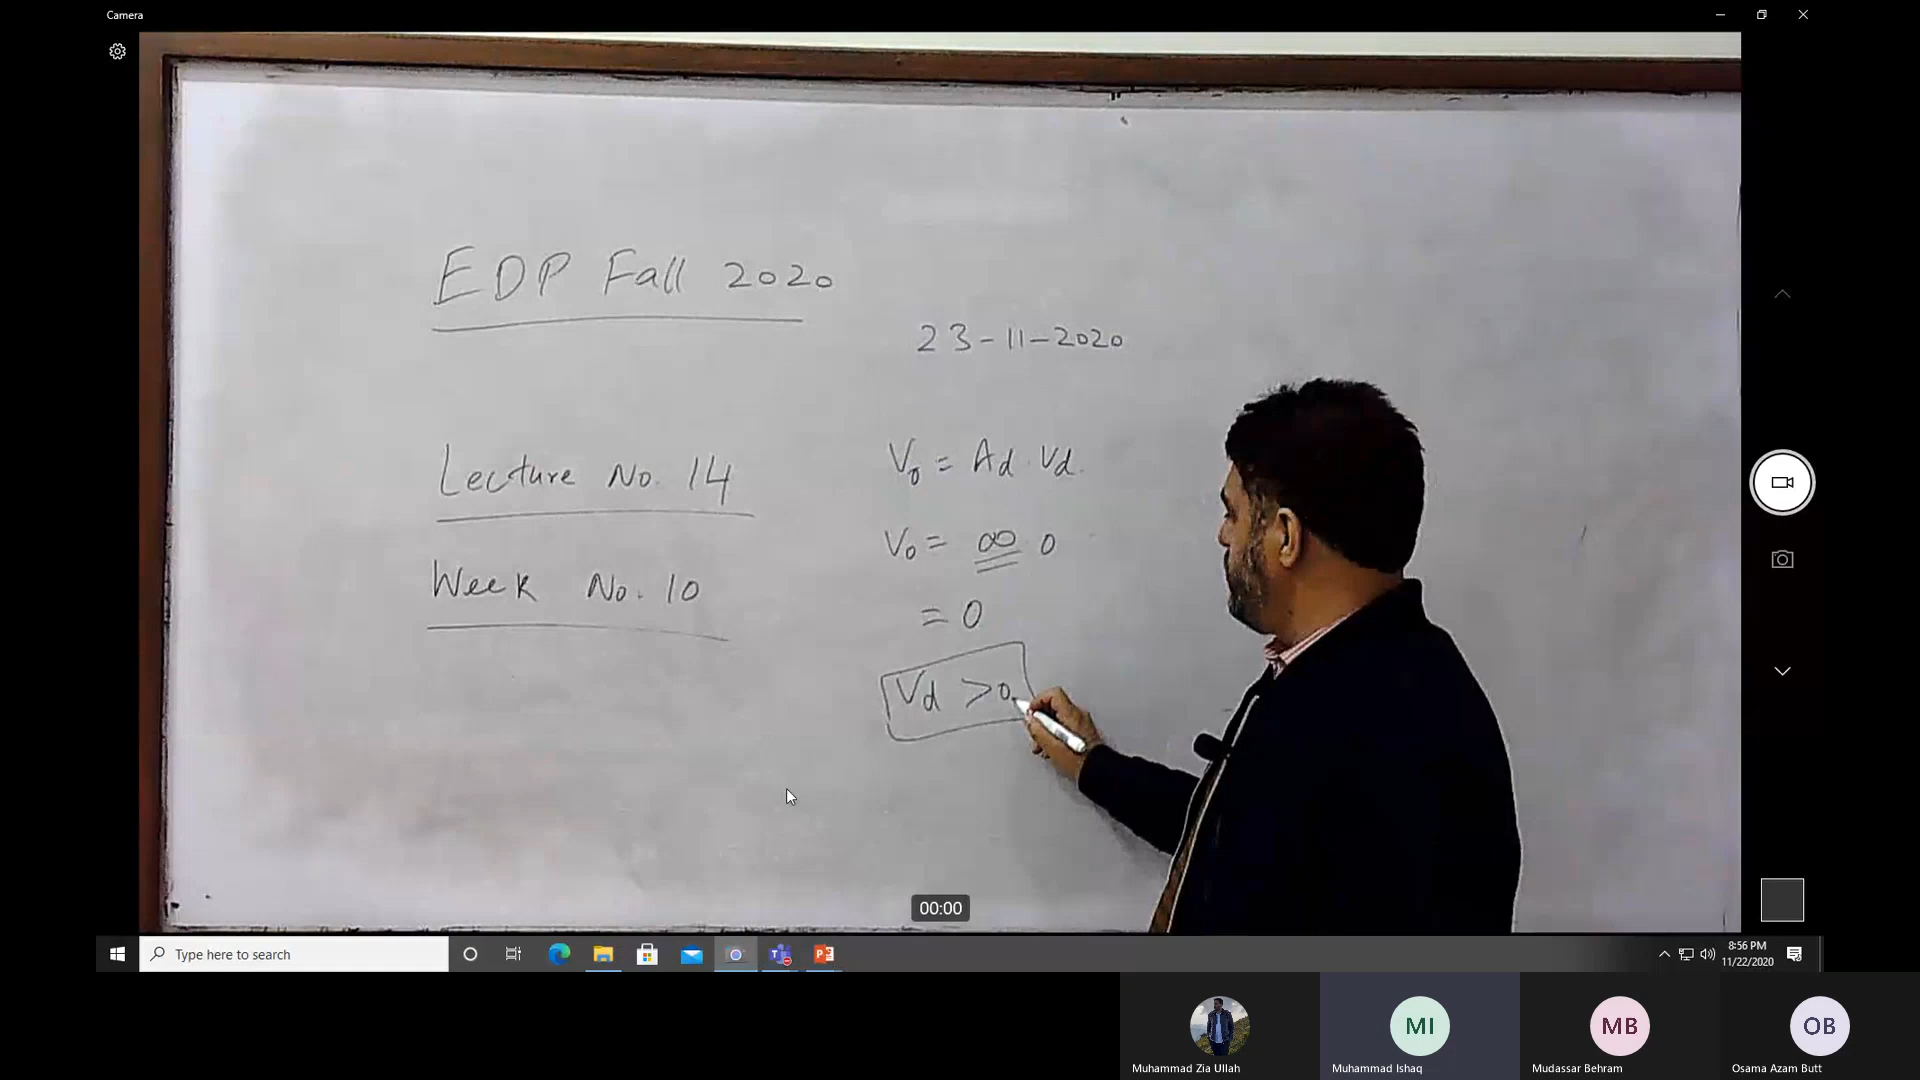 Camera
EDP Fall 2020
23-11-2020
Lecture No. 14
Week No. 10
Vo = Ad . Vd.
Vo = ∞ 0
= 0
Vd >0
00:00
Type here to search
8:56 PM
11/22/2020
MI
MB
OB
Muhammad Zia Ullah
Muhammad Ishaq
Mudassar Behram
Osama Azam Butt